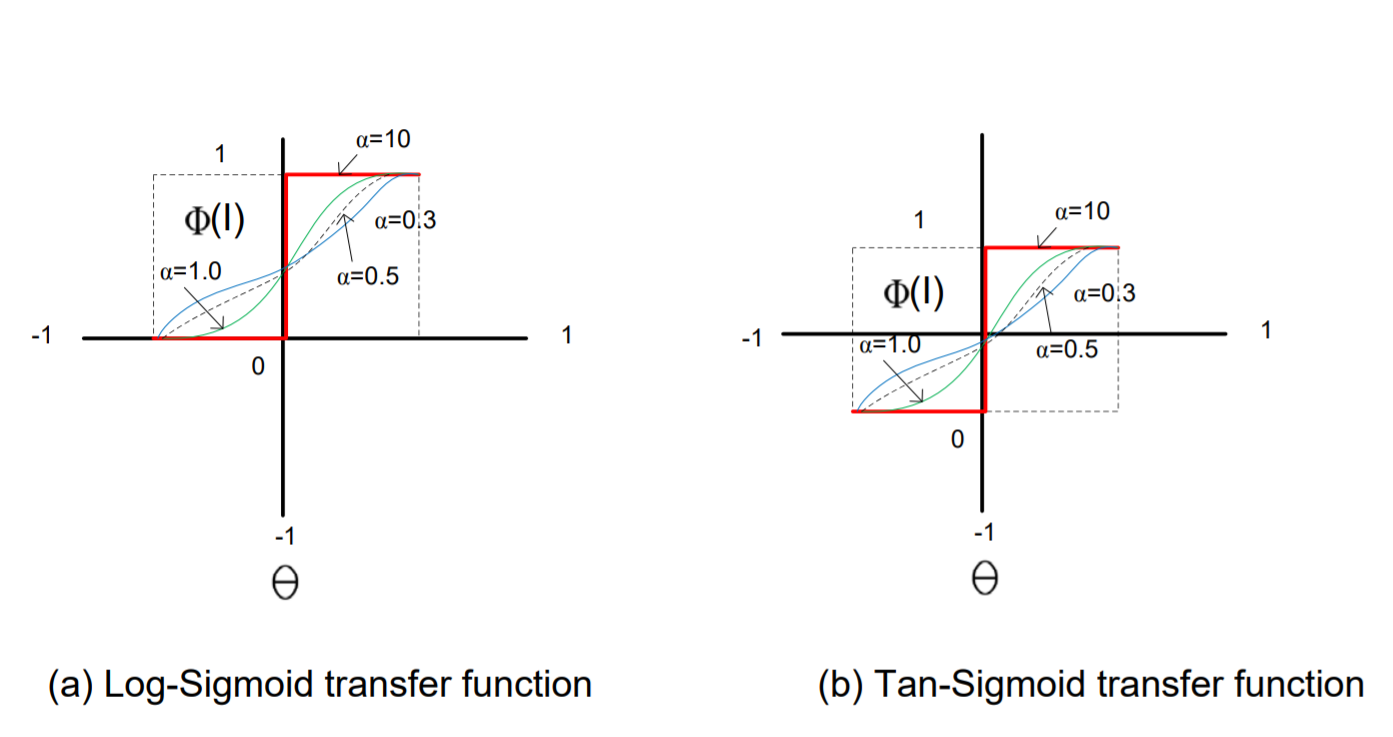 α=10
1
Φ(I)
α=0.3
α=1.0
α=0.5
-1
1
0
-1
Θ
(a) Log-Sigmoid transfer function
α=10
1
Φ(I)
α=0.3
-1
1
α=1.0
α=0.5
0
-1
Θ
(b) Tan-Sigmoid transfer function